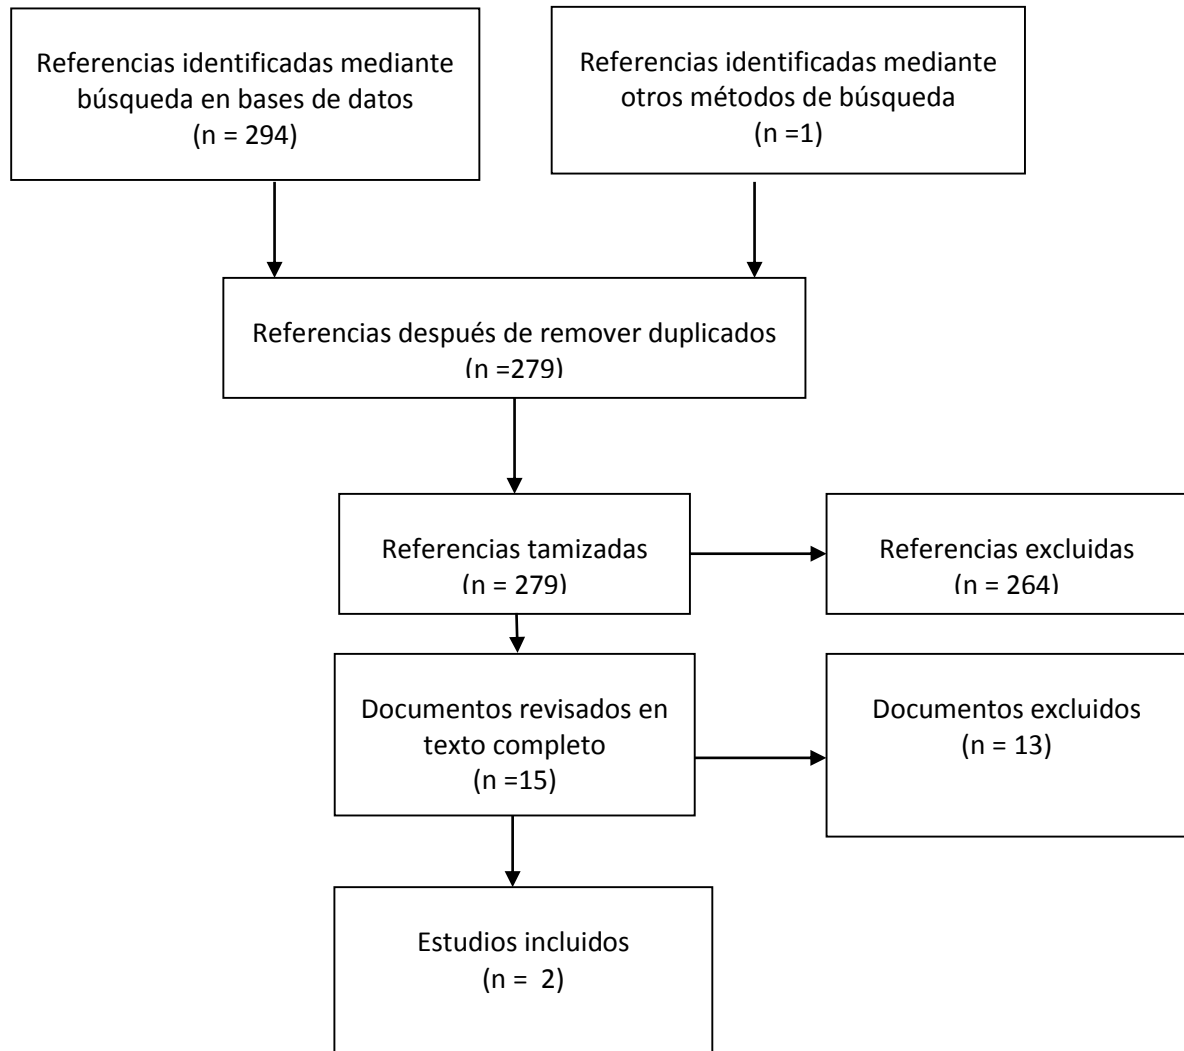 Referencias identificadas mediante
búsqueda en bases de datos
(n = 294)
Referencias identificadas mediante
otros métodos de búsqueda
(n =1)
Referencias después de remover duplicados
(n =279)
Referencias tamizadas
(n = 279)
Referencias excluidas
(n = 264)
Documentos revisados en
texto completo
(n =15)
Documentos excluidos
(n = 13)
Estudios incluidos
(n =  2)